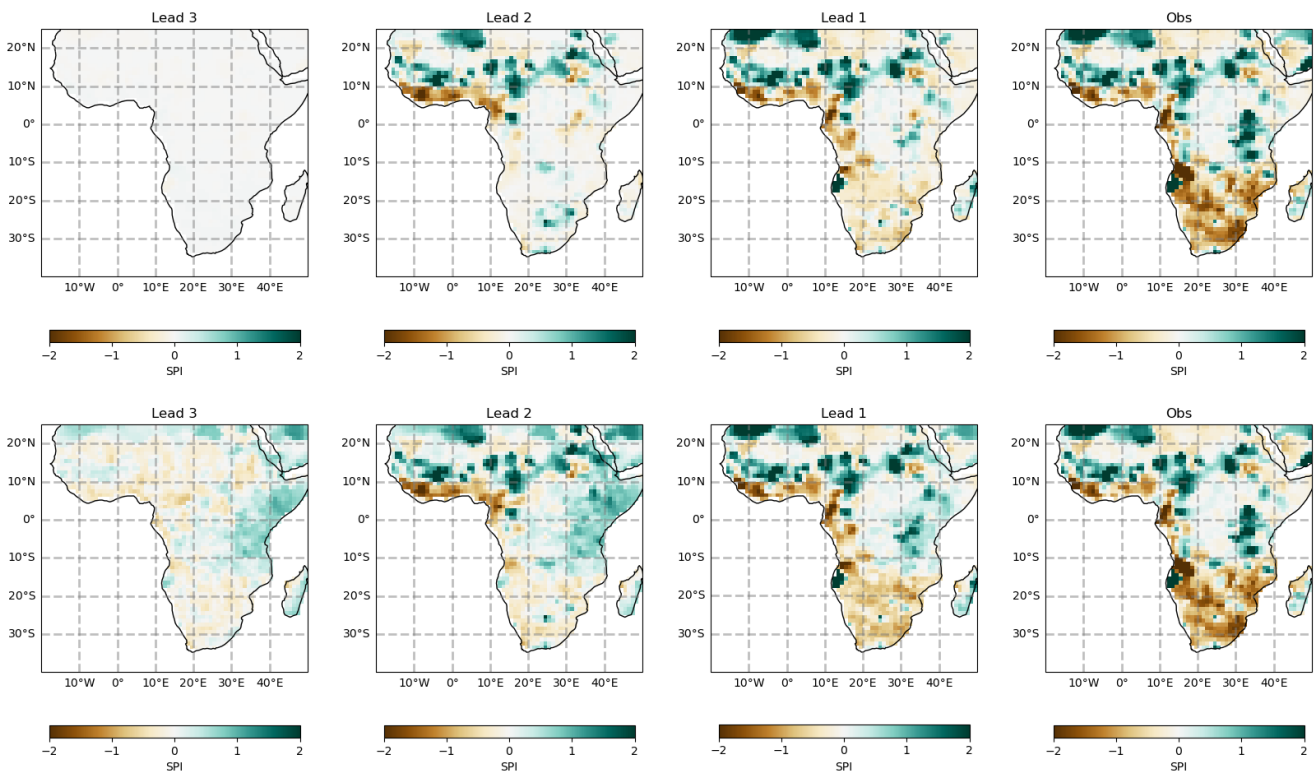 Lead 3 Lead 2 Lead 1 Obs
20°N 20°N 20°N 20°N
10°N 10°N 10°N 10°N
0° 0° 0° 0°
10°S 10°S 10°S 10°S
20°S 20°S 20°S 20°S
30°S 30°S 30°S 30°S
10°W 0° 10°E 20°E 30°E 40°E 10°W 0° 10°E 20°E 30°E 40°E 10°W 0° 10°E 20°E 30°E 40°E 10°W 0° 10°E 20°E 30°E 40°E
−2 −1 0 1 2 −2 −1 0 1 2 −2 −1 0 1 2 −2 −1 0 1 2
SPI SPI SPI SPI
Lead 3 Lead 2 Lead 1 Obs
20°N 20°N 20°N 20°N
10°N 10°N 10°N 10°N
0° 0° 0° 0°
10°S 10°S 10°S 10°S
20°S 20°S 20°S 20°S
30°S 30°S 30°S 30°S
10°W 0° 10°E 20°E 30°E 40°E 10°W 0° 10°E 20°E 30°E 40°E 10°W 0° 10°E 20°E 30°E 40°E 10°W 0° 10°E 20°E 30°E 40°E
−2 −1 0 1 2 −2 −1 0 1 2 −2 −1 0 1 2 −2 −1 0 1 2
SPI SPI SPI SPI